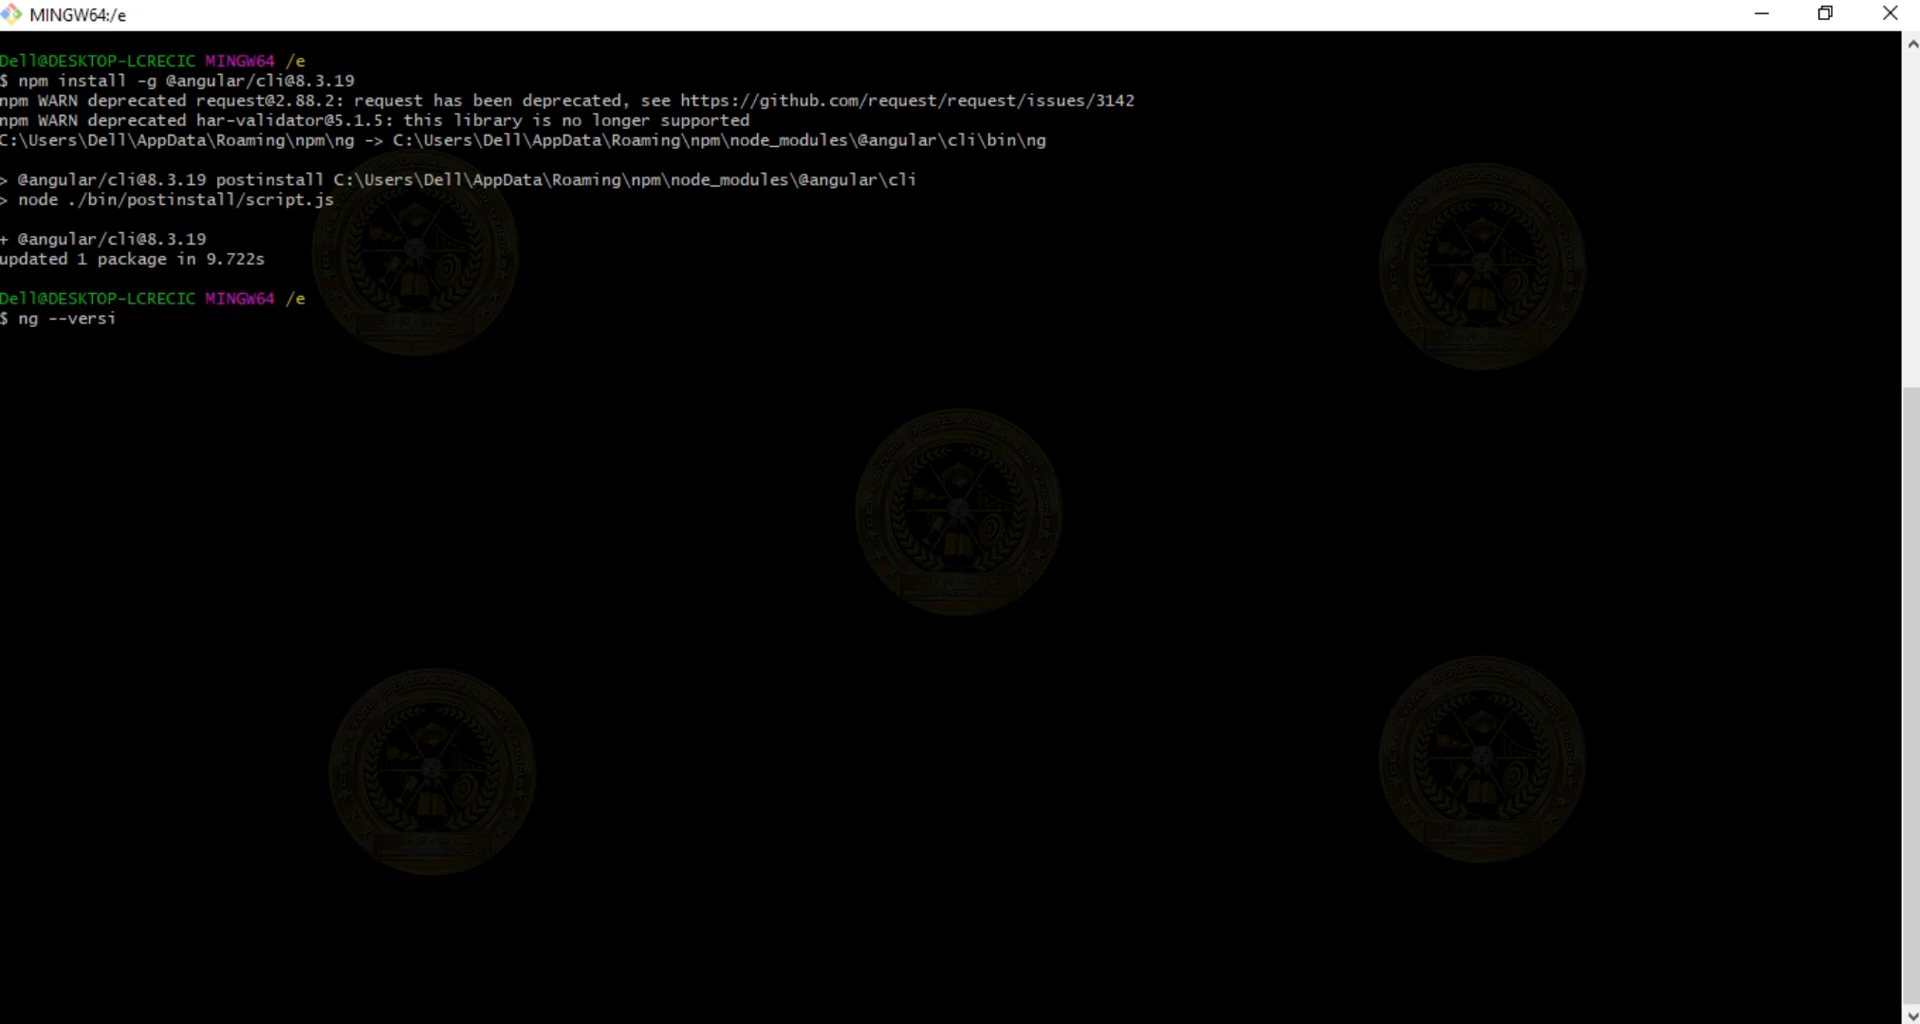 MINGW64:/e
Dell@DESKTOP-LCRECIC MINGW64 /e
$ npm install -g @angular/cli@8.3.19
npm WARN deprecated request@2.88.2: request has been deprecated, see https://github.com/request/request/issues/3142
npm WARN deprecated har-validator@5.1.5: this library is no longer supported
C:\Users\Dell\AppData\Roaming\npm\ng -> C:\Users\Dell\AppData\Roaming\npm\node_modules\@angular\cli\bin\ng
> @angular/cli@8.3.19 postinstall C:\Users\Dell\AppData\Roaming\npm\node_modules\@angular\cli
> node ./bin/postinstall/script.js
+ @angular/cli@8.3.19
updated 1 package in 9.722s
Dell@DESKTOP-LCRECIC MINGW64 /e
$ ng --versi